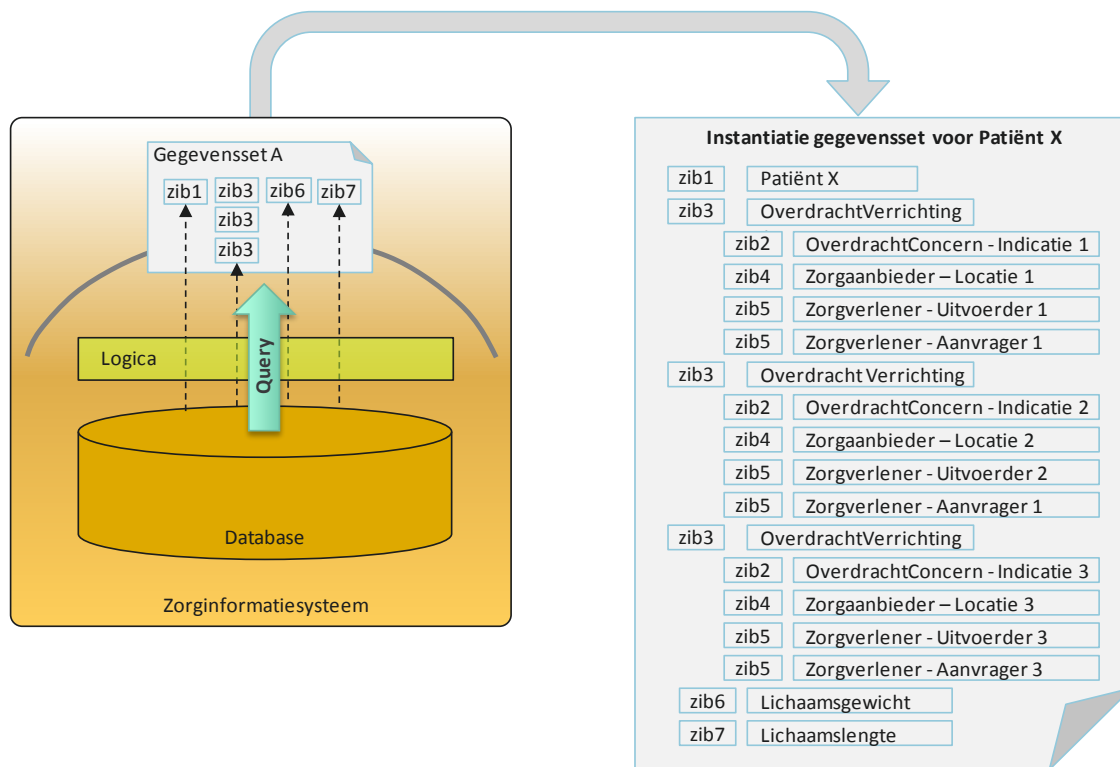 Gegevensset A
zib1 zib3 zib6 zib7
zib3
zib3
Logica
Query
Database
Zorginformatiesysteem
Instantiatie gegevensset voor Patiënt X
zib1 Patiënt X
zib3 OverdrachtVerrichting
zib2 OverdrachtConcern - Indicatie 1
zib4 Zorgaanbieder – Locatie 1
zib5 Zorgverlener - Uitvoerder 1
zib5 Zorgverlener - Aanvrager 1
zib3 Overdracht Verrichting
zib2 OverdrachtConcern - Indicatie 2
zib4 Zorgaanbieder – Locatie 2
zib5 Zorgverlener - Uitvoerder 2
zib5 Zorgverlener - Aanvrager 1
zib3 OverdrachtVerrichting
zib2 OverdrachtConcern - Indicatie 3
zib4 Zorgaanbieder – Locatie 3
zib5 Zorgverlener - Uitvoerder 3
zib5 Zorgverlener - Aanvrager 3
zib6 Lichaamsgewicht
zib7 Lichaamslengte